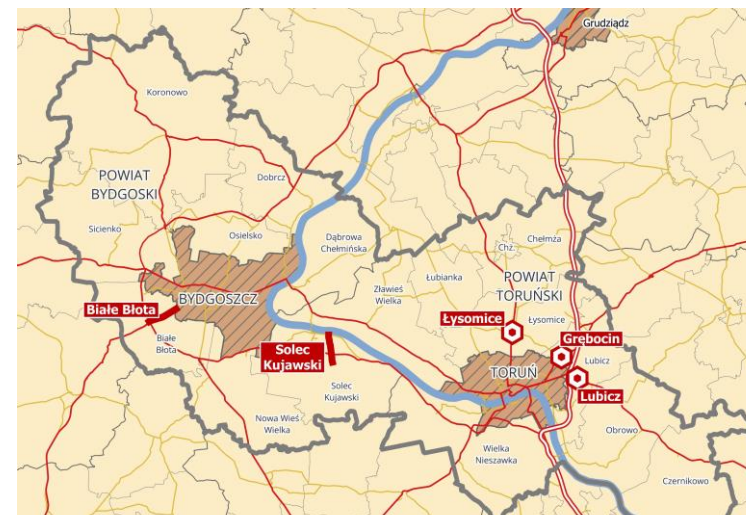 Grudziądz
Koronowo
POWIAT
BYDGOSKI
Dobrcz
Sicienko
Osielsko
Dąbrowa
Chełmińska
Chż.
Chełmża
Zławieś
Wielka
Łubianka
POWIAT
TORUŃSKI
BYDGOSZCZ
Białe Błota
Łysomice
Łysomice
Grębocin
Białe
Błota
Solec
Kujawski
Lubicz
TORUŃ
Lubicz
Solec
Kujawski
Nowa Wieś
Wielka
Wielka
Nieszawka
Obrowo
Czernikowo